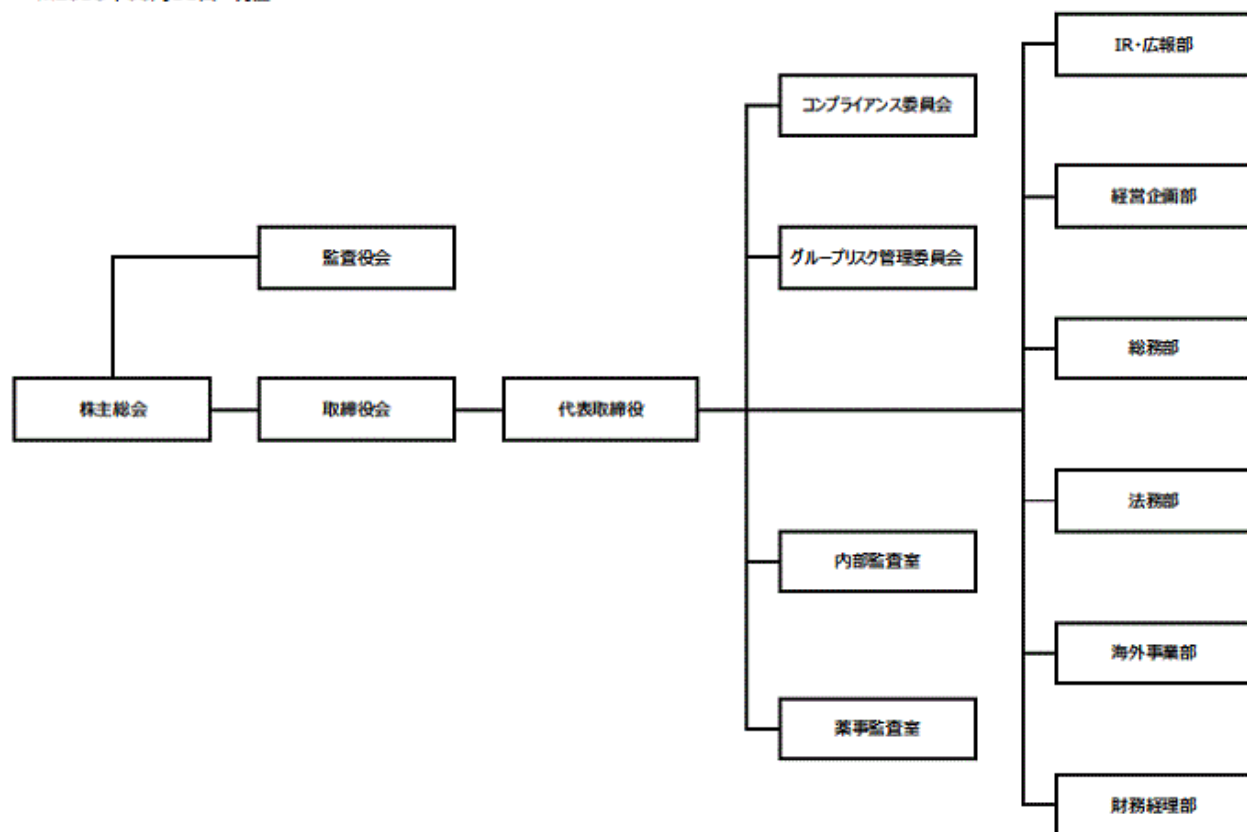 IR・広報部
コンプライアンス委員会
経営企画部
監査役会
グループリスク管理委員会
総務部
株主総会
取締役会
代表取締役
法務部
内部監査室
海外事業部
薬事監査室
財務経理部